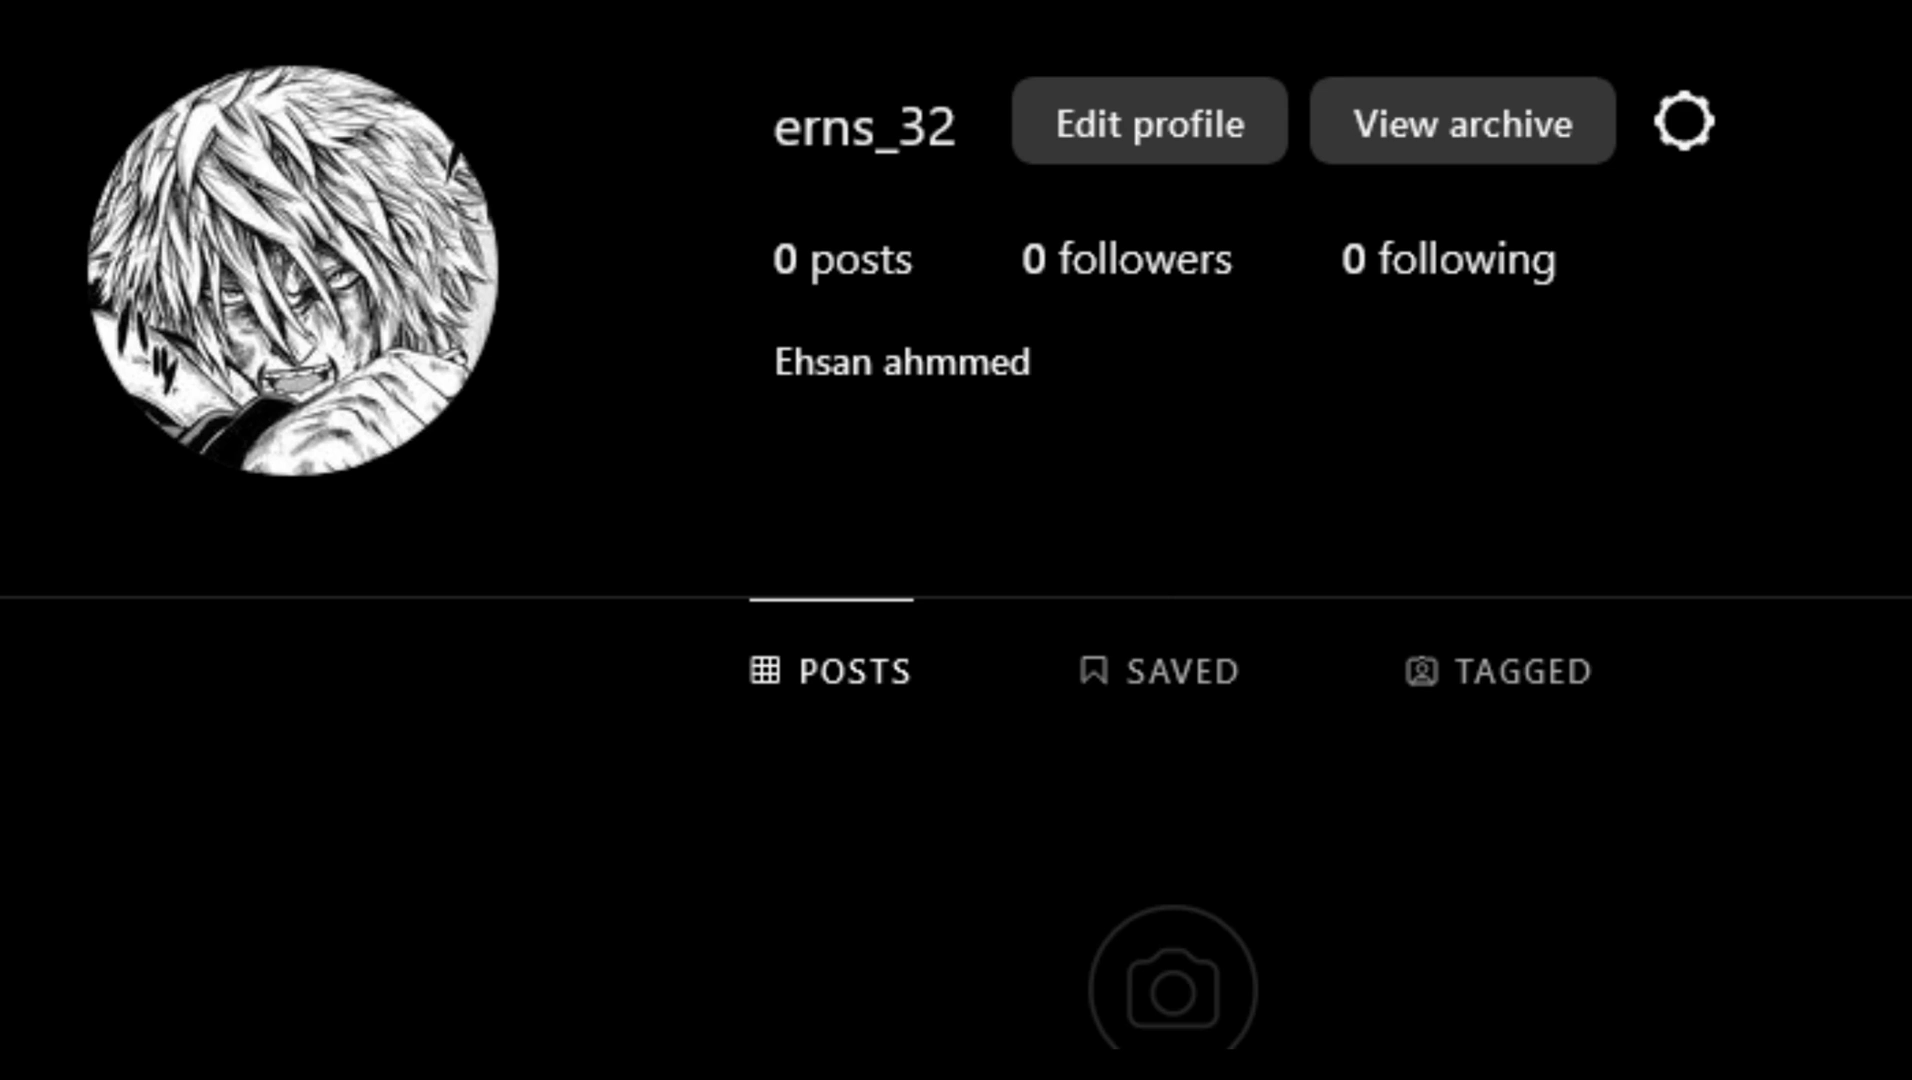 erns_32 Edit profile View archive
0 posts 0 followers 0 following
Ehsan ahmmed
POSTS SAVED TAGGED